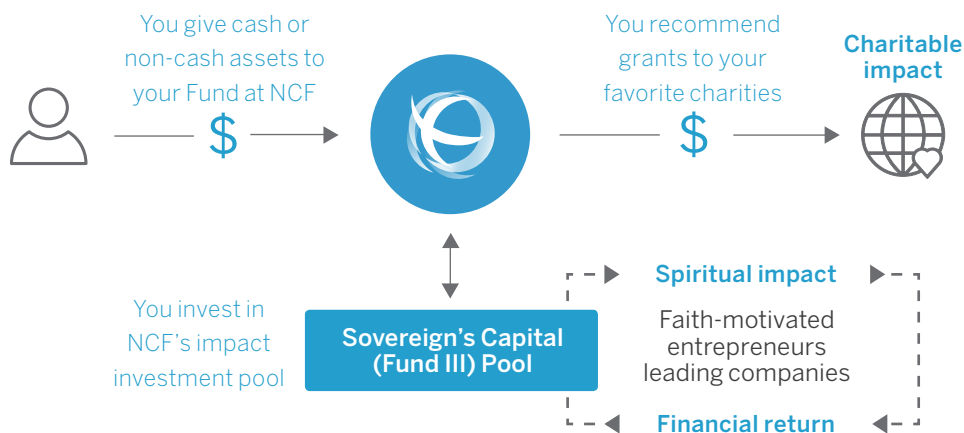 You give cash or
non-cash assets to
your Fund at NCF
$
You recommend
grants to your
favorite charities
$
Charitable
impact
You invest in
NCF's impact
investment pool
Sovereign's Capital
(Fund III) Pool
Spiritual impact
Faith-motivated
entrepreneurs
leading companies
Financial return